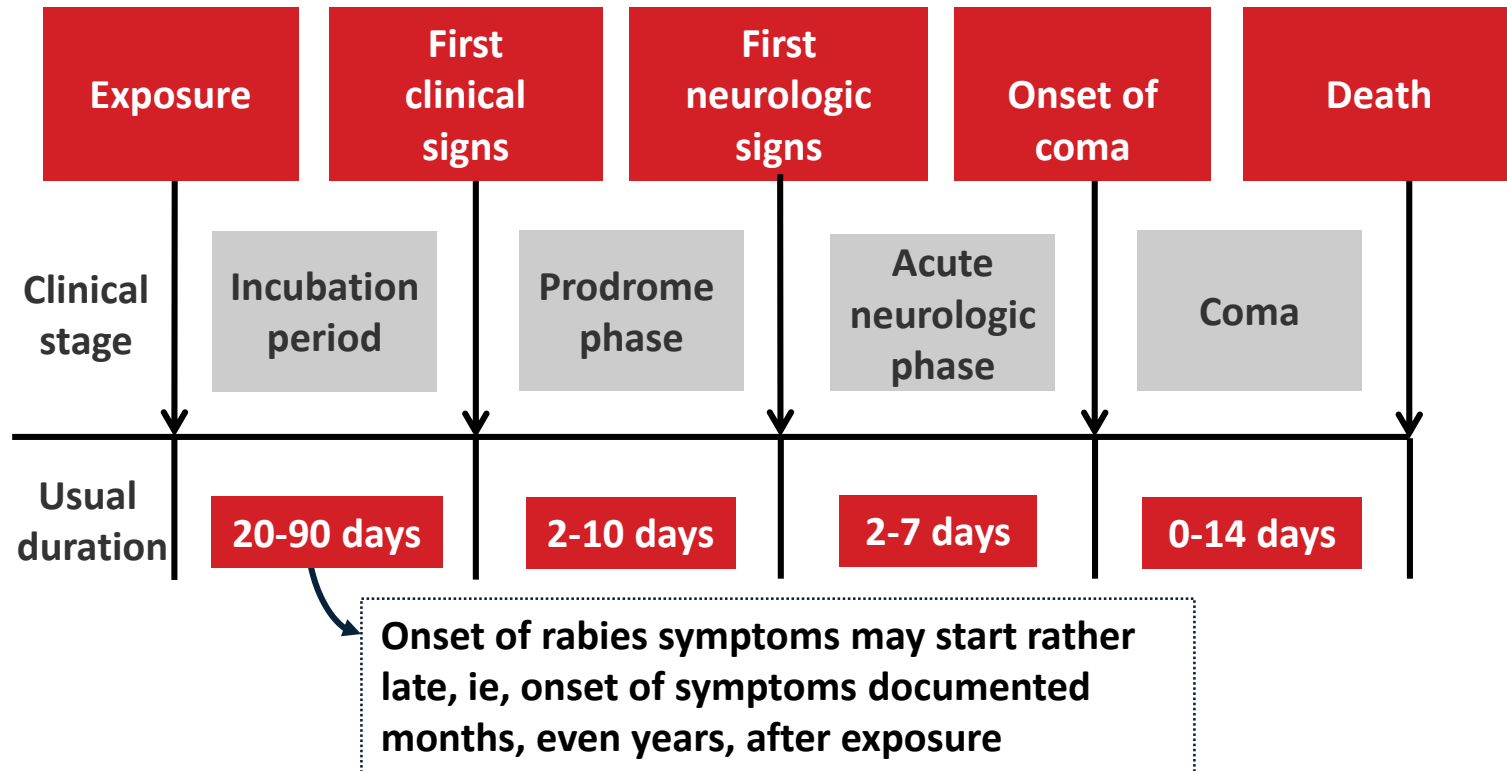 Exposure
First
clinical
signs
First
neurologic
signs
Onset of
coma
Death
Clinical
stage
Incubation
period
Prodrome
phase
Acute
neurologic
phase
Coma
Usual
duration
20-90 days
2-10 days
2-7 days
0-14 days
Onset of rabies symptoms may start rather
late, ie, onset of symptoms documented
months, even years, after exposure